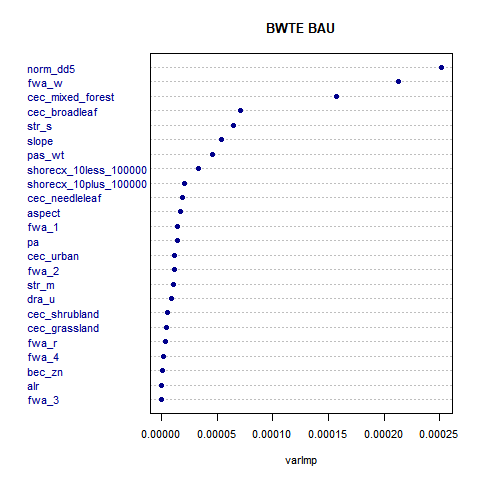 BWTE BAU
norm_dd5
fwa_w
cec_mixed_forest
cec_broadleaf
str_s
slope
pas_wt
shorecx_10less_100000
shorecx_10plus_100000
cec_needleleaf
aspect
fwa_1
pa
cec_urban
fwa_2
str_m
dra_u
cec_shrubland
cec_grassland
fwa_r
fwa_4
bec_zn
alr
fwa_3
0.00000 0.00005 0.00010 0.00015 0.00020 0.00025
varImp